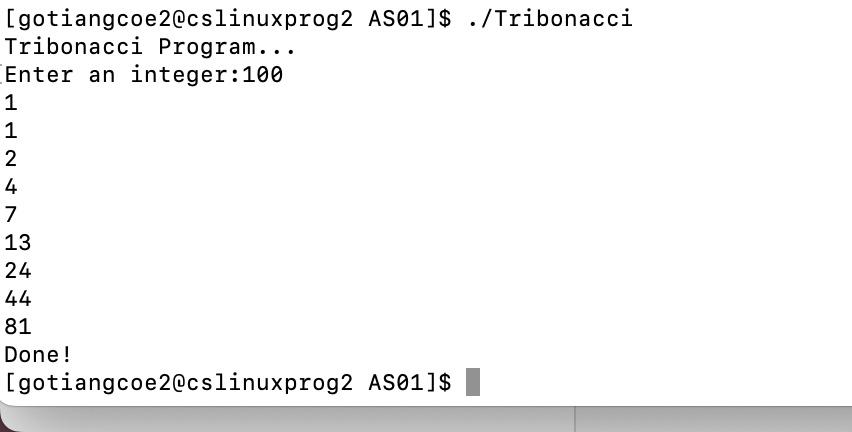 [gotiangcoe2@cslinuxprog2 AS01]$ ./Tribonacci
Tribonacci Program...
Enter an integer:100
1
1
2
4
7
13
24
44
81
Done!
[gotiangcoe2@cslinuxprog2 AS01]$